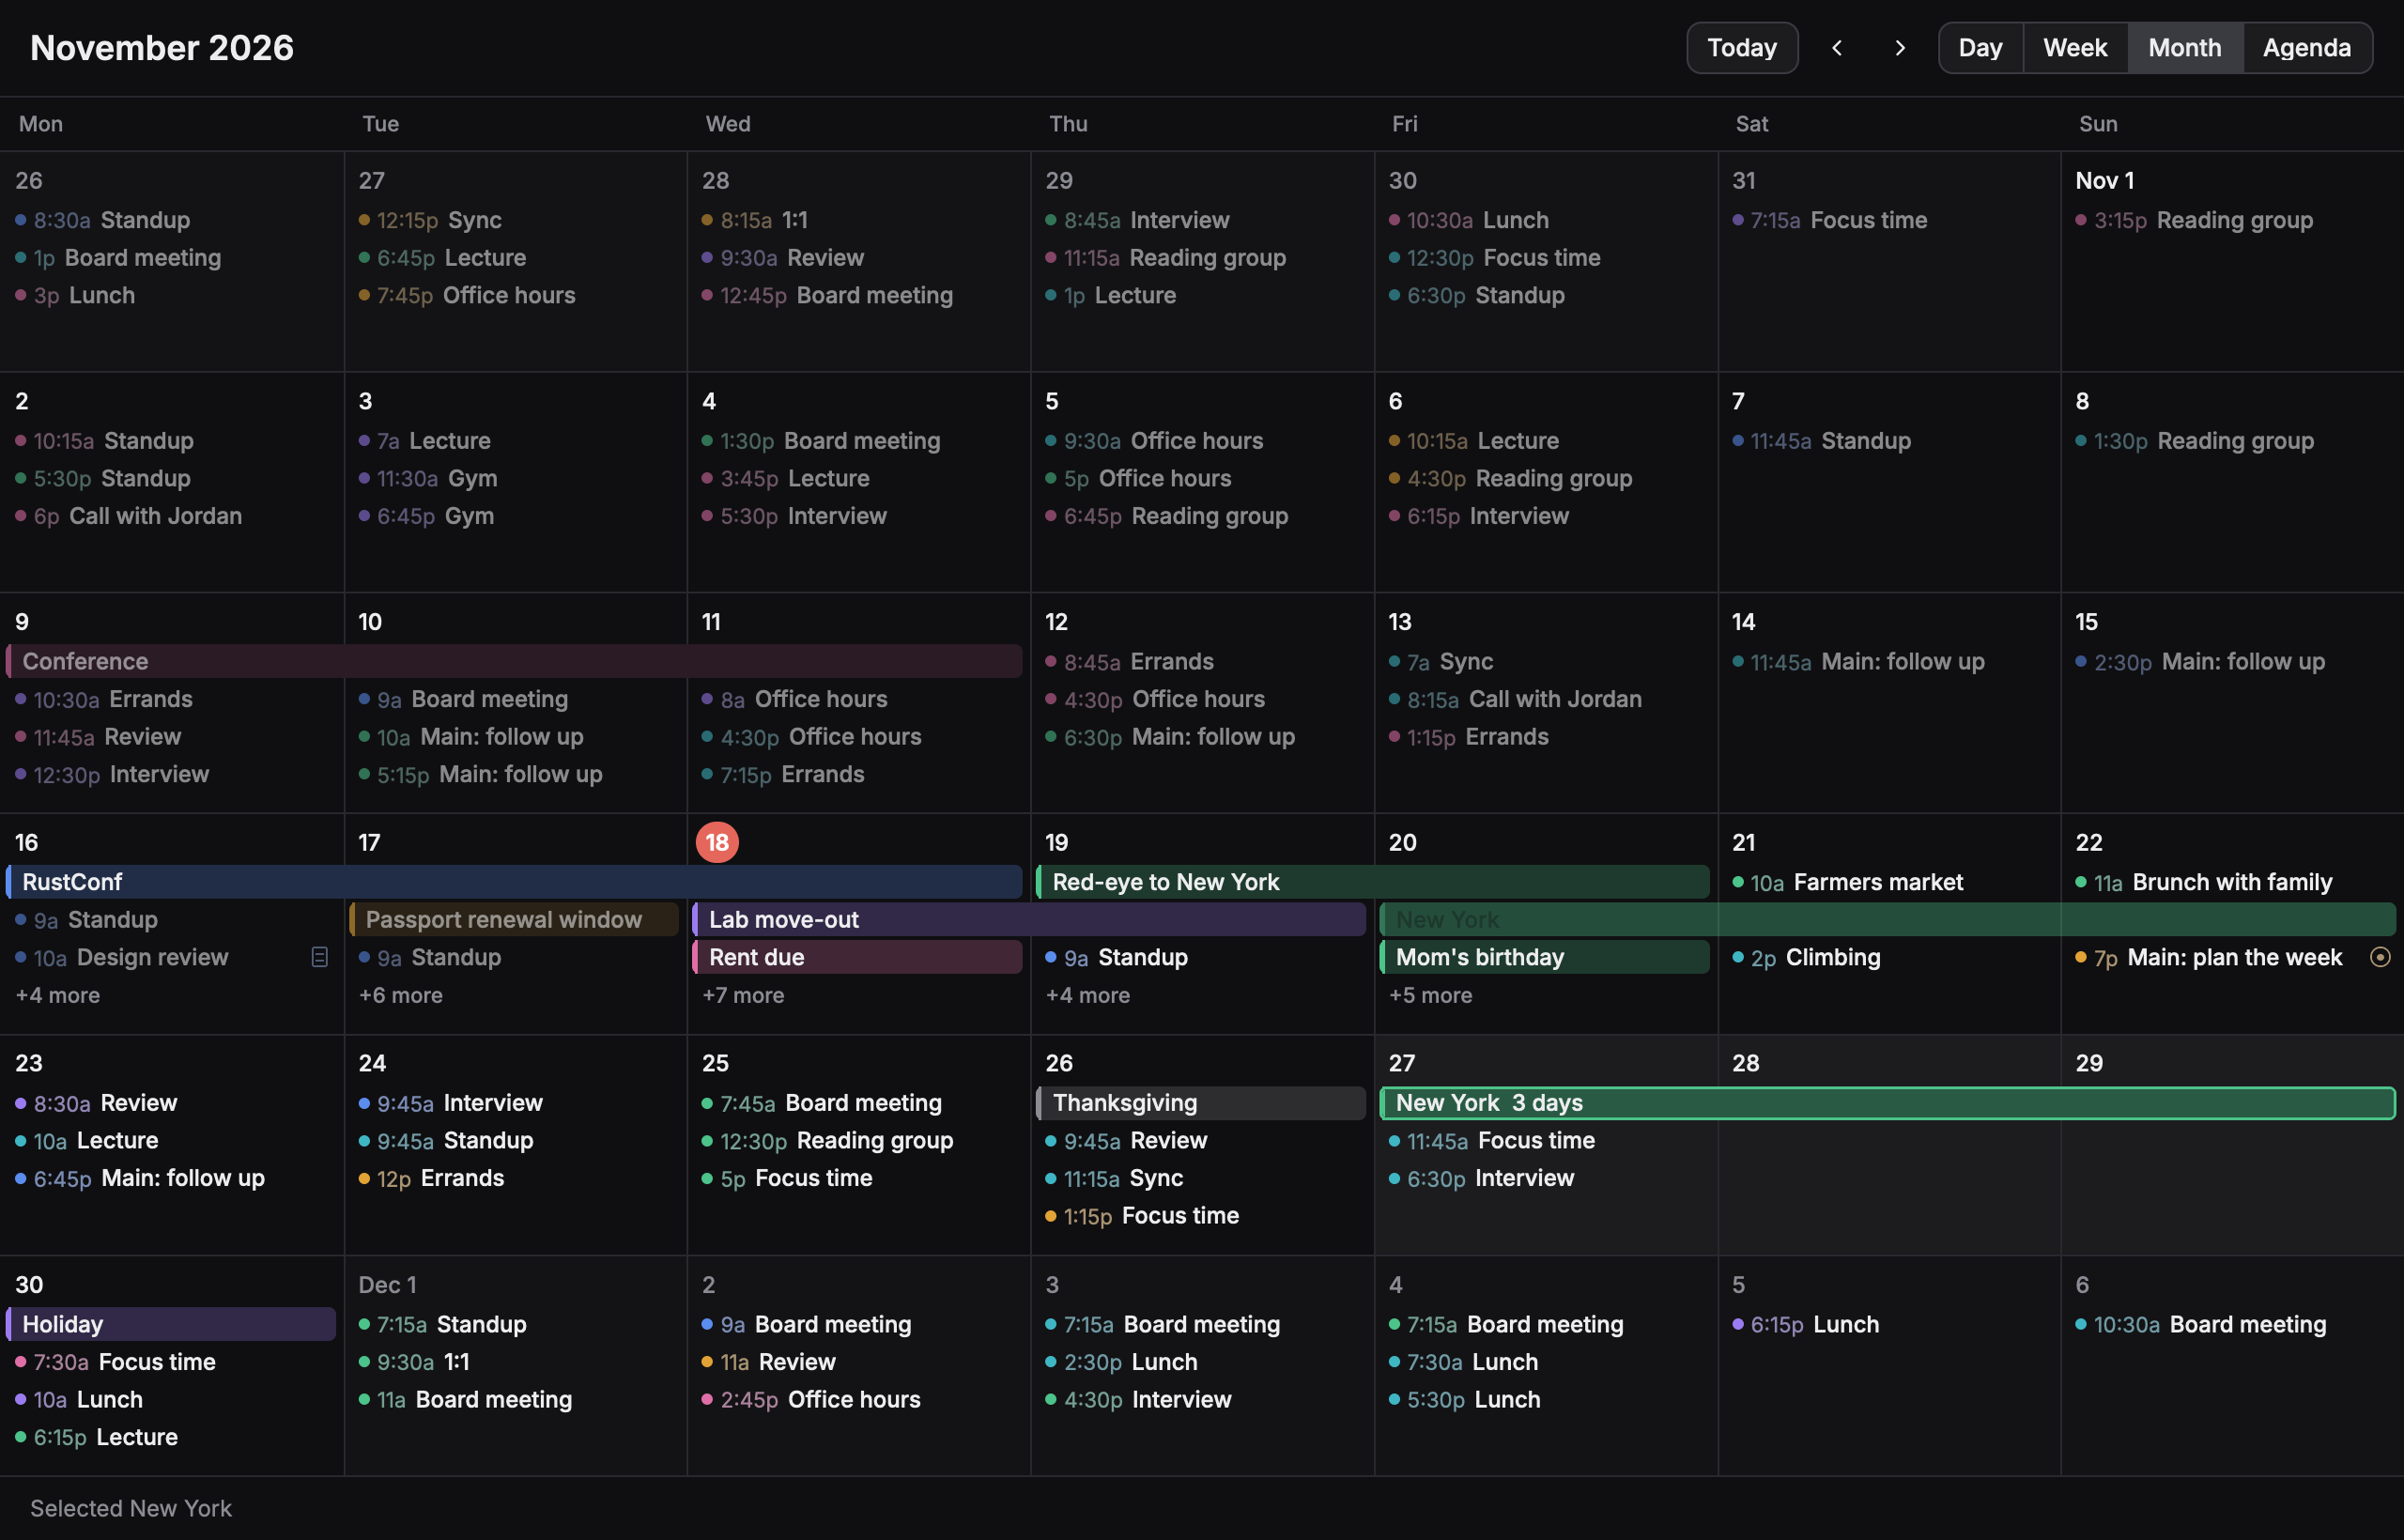 November 2026
Today
Day Week Month Agenda
Mon Tue Wed Thu Fri Sat Sun
26
8:30a Standup
1p Board meeting
3p Lunch
27
12:15p Sync
6:45p Lecture
7:45p Office hours
28
8:15a 1:1
9:30a Review
12:45p Board meeting
29
8:45a Interview
11:15a Reading group
1p Lecture
30
10:30a Lunch
12:30p Focus time
6:30p Standup
31
7:15a Focus time
Nov 1
3:15p Reading group
2
10:15a Standup
5:30p Standup
6p Call with Jordan
3
7a Lecture
11:30a Gym
6:45p Gym
4
1:30p Board meeting
3:45p Lecture
5:30p Interview
5
9:30a Office hours
5p Office hours
6:45p Reading group
6
10:15a Lecture
4:30p Reading group
6:15p Interview
7
11:45a Standup
8
1:30p Reading group
9
Conference
10:30a Errands
11:45a Review
12:30p Interview
10
9a Board meeting
10a Main: follow up
5:15p Main: follow up
11
8a Office hours
4:30p Office hours
7:15p Errands
12
8:45a Errands
4:30p Office hours
6:30p Main: follow up
13
7a Sync
8:15a Call with Jordan
1:15p Errands
14
11:45a Main: follow up
15
2:30p Main: follow up
16
RustConf
9a Standup
10a Design review
+4 more
17
Passport renewal window
9a Standup
+6 more
18
Lab move-out
Rent due
+7 more
19
Red-eye to New York
9a Standup
+4 more
20
New York
Mom's birthday
+5 more
21
10a Farmers market
2p Climbing
22
11a Brunch with family
7p Main: plan the week
23
8:30a Review
10a Lecture
6:45p Main: follow up
24
9:45a Interview
9:45a Standup
12p Errands
25
7:45a Board meeting
12:30p Reading group
5p Focus time
26
Thanksgiving
9:45a Review
11:15a Sync
1:15p Focus time
27
New York 3 days
11:45a Focus time
6:30p Interview
28
29
30
Holiday
7:30a Focus time
10a Lunch
6:15p Lecture
Dec 1
7:15a Standup
9:30a 1:1
11a Board meeting
2
9a Board meeting
11a Review
2:45p Office hours
3
7:15a Board meeting
2:30p Lunch
4:30p Interview
4
7:15a Board meeting
7:30a Lunch
5:30p Lunch
5
6:15p Lunch
6
10:30a Board meeting
Selected New York